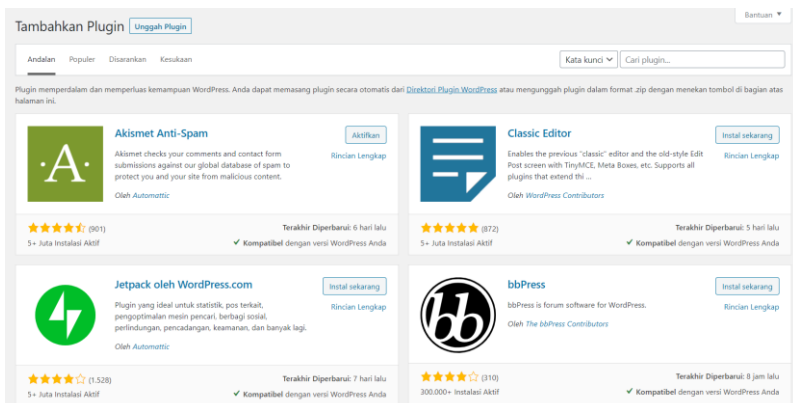 Bantuan
Tambahkan Plugin Unggah Plugin
Andalan Populer Disarankan Kesukaan Kata kunci Cari plugin...
Plugin memperdalam dan memperluas kemampuan WordPress. Anda dapat memasang plugin secara otomatis dari Direktori Plugin WordPress atau mengunggah plugin dalam format .zip dengan menekan tombol di bagian atas
halaman ini.
·A·
Akismet Anti-Spam
Aktifkan
Rincian Lengkap
Akismet checks your comments and contact form
submissions against our global database of spam to
protect you and your site from malicious content.
Oleh Automattic
(901)
5+ Juta Instalasi Aktif
Terakhir Diperbarui: 6 hari lalu
Kompatibel dengan versi WordPress Anda
Classic Editor
Instal sekarang
Rincian Lengkap
Enables the previous "classic" editor and the old-style Edit
Post screen with TinyMCE, Meta Boxes, etc. Supports all
plugins that extend thi ...
Oleh WordPress Contributors
(872)
5+ Juta Instalasi Aktif
Terakhir Diperbarui: 5 hari lalu
Kompatibel dengan versi WordPress Anda
Jetpack oleh WordPress.com
Instal sekarang
Rincian Lengkap
Plugin yang ideal untuk statistik, pos terkait,
pengoptimalan mesin pencari, berbagi sosial,
perlindungan, pencadangan, keamanan, dan banyak lagi.
Oleh Automattic
(1.528)
5+ Juta Instalasi Aktif
Terakhir Diperbarui: 7 hari lalu
Kompatibel dengan versi WordPress Anda
bb
bbPress
Instal sekarang
Rincian Lengkap
bbPress is forum software for WordPress.
Oleh The bbPress Contributors
(310)
300.000+ Instalasi Aktif
Terakhir Diperbarui: 8 jam lalu
Kompatibel dengan versi WordPress Anda